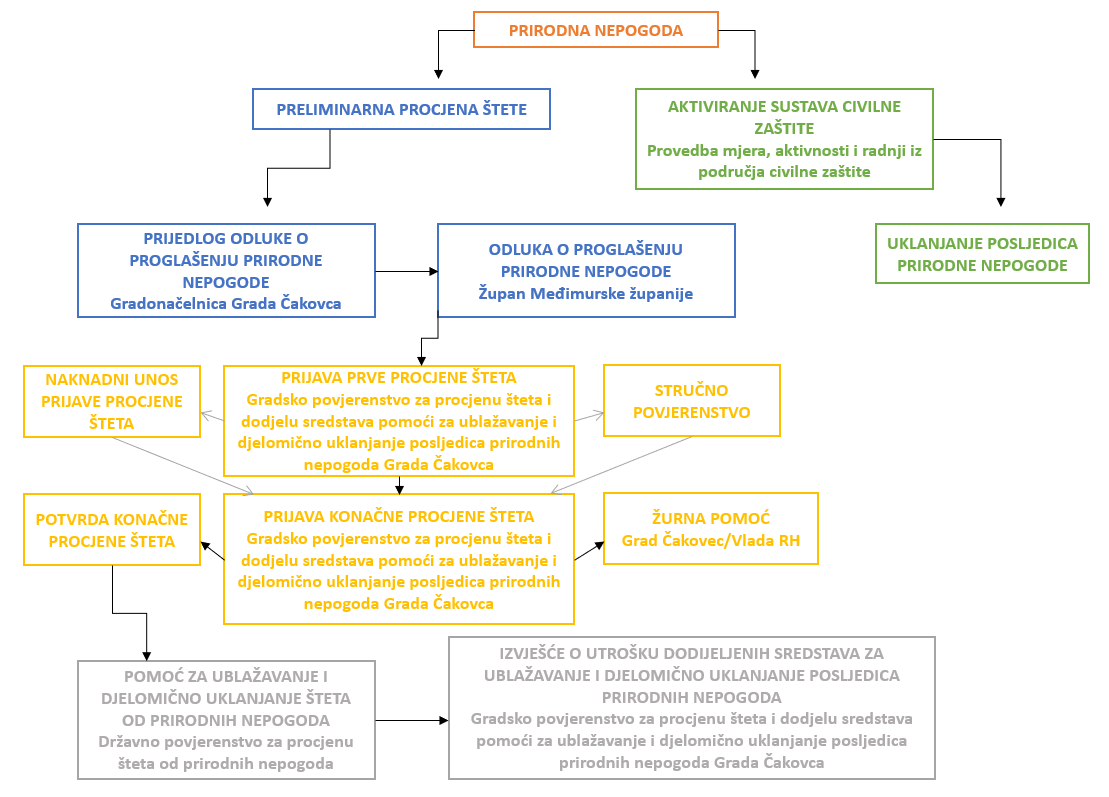 PRIRODNA NEPOGODA
PRELIMINARNA PROCJENA ŠTETE
AKTIVIRANJE SUSTAVA CIVILNE
ZAŠTITE
Provedba mjera, aktivnosti i radnji iz
područja civilne zaštite
PRIJEDLOG ODLUKE O
PROGLAŠENJU PRIRODNE
NEPOGODE
Gradonačelnica Grada Čakovca
ODLUKA O PROGLAŠENJU
PRIRODNE NEPOGODE
Župan Međimurske županije
UKLANJANJE POSLJEDICA
PRIRODNE NEPOGODE
NAKNADNI UNOS
PRIJAVE PROCJENE
ŠTETA
PRIJAVA PRVE PROCJENE ŠTETA
Gradsko povjerenstvo za procjenu šteta i
dodjelu sredstava pomoći za ublažavanje i
djelomično uklanjanje posljedica prirodnih
nepogoda Grada Čakovca
STRUČNO
POVJERENSTVO
POTVRDA KONAČNE
PROCJENE ŠTETA
PRIJAVA KONAČNE PROCJENE ŠTETA
Gradsko povjerenstvo za procjenu šteta i
dodjelu sredstava pomoći za ublažavanje i
djelomično uklanjanje posljedica prirodnih
nepogoda Grada Čakovca
ŽURNA POMOĆ
Grad Čakovec/Vlada RH
POMOĆ ZA UBLAŽAVANJE I
DJELOMIČNO UKLANJANJE ŠTETA
OD PRIRODNIH NEPOGODA
Državno povjerenstvo za procjenu
šteta od prirodnih nepogoda
IZVJEŠĆE O UTROŠKU DODIJELJENIH SREDSTAVA ZA
UBLAŽAVANJE I DJELOMIČNO UKLANJANJE POSLJEDICA
PRIRODNIH NEPOGODA
Gradsko povjerenstvo za procjenu šteta i dodjelu sredstava
pomoći za ublažavanje i djelomično uklanjanje posljedica
prirodnih nepogoda Grada Čakovca